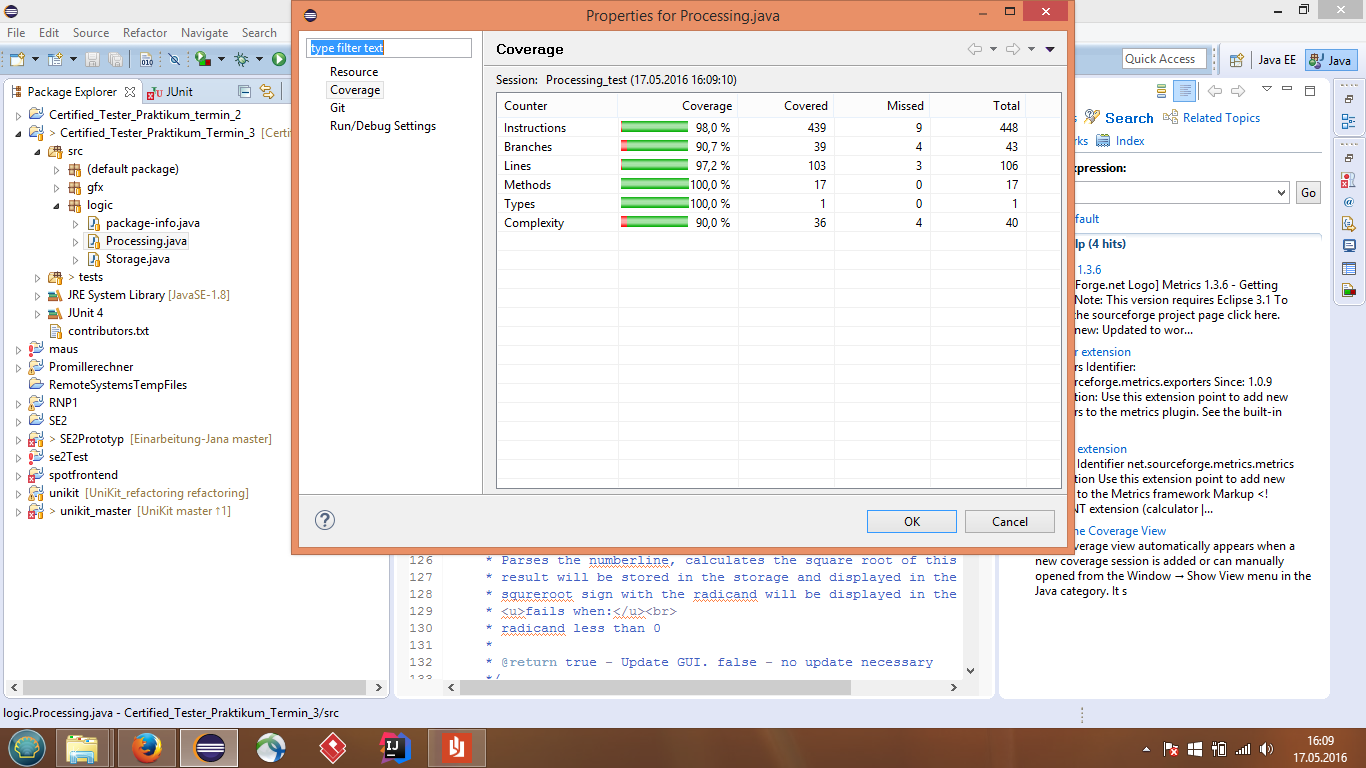 Properties for Processing.java
File Edit Source Refactor Navigate Search
Quick Access
Java EE
Java
Package Explorer
JUnit
Certified_Tester_Praktikum_termin_2
> Certified_Tester_Praktikum_Termin_3 [Certi
src
(default package)
gfx
logic
package-info.java
Processing.java
Storage.java
> tests
JRE System Library [JavaSE-1.8]
JUnit 4
contributors.txt
maus
Promillerechner
RemoteSystemsTempFiles
RNP1
SE2
> SE2Prototyp [Einarbeitung-Jana master]
se2Test
spotfrontend
unikit [UniKit_refactoring refactoring]
> unikit_master [UniKit master ↑1]
type filter text
Resource
Coverage
Git
Run/Debug Settings
Coverage
Session: Processing_test (17.05.2016 16:09:10)
Counter Coverage Covered Missed Total
Instructions 98,0 % 439 9 448
Branches 90,7 % 39 4 43
Lines 97,2 % 103 3 106
Methods 100,0 % 17 0 17
Types 100,0 % 1 0 1
Complexity 90,0 % 36 4 40
OK
Cancel
s Search Related Topics
rks Index
xpression:
Go
fault
lp (4 hits)
1.3.6
Forge.net Logo] Metrics 1.3.6 - Getting
Note: This version requires Eclipse 3.1 To
the sourceforge project page click here.
new: Updated to wor...
r extension
rs Identifier:
rceforge.metrics.exporters Since: 1.0.9
tion: Use this extension point to add new
rs to the metrics plugin. See the built-in
extension
Identifier net.sourceforge.metrics.metrics
tion Use this extension point to add new
to the Metrics framework Markup <!
NT extension (calculator |...
ne Coverage View
verage view automatically appears when a
new coverage session is added or can manually
opened from the Window → Show View menu in the
Java category. It s
126 * Parses the numberline, calculates the square root of this
127 * result will be stored in the storage and displayed in the
128 * squreroot sign with the radicand will be displayed in the
129 * <u>fails when:</u><br>
130 * radicand less than 0
131 *
132 * @return true - Update GUI. false - no update necessary
133 */
logic.Processing.java - Certified_Tester_Praktikum_Termin_3/src
16:09
17.05.2016